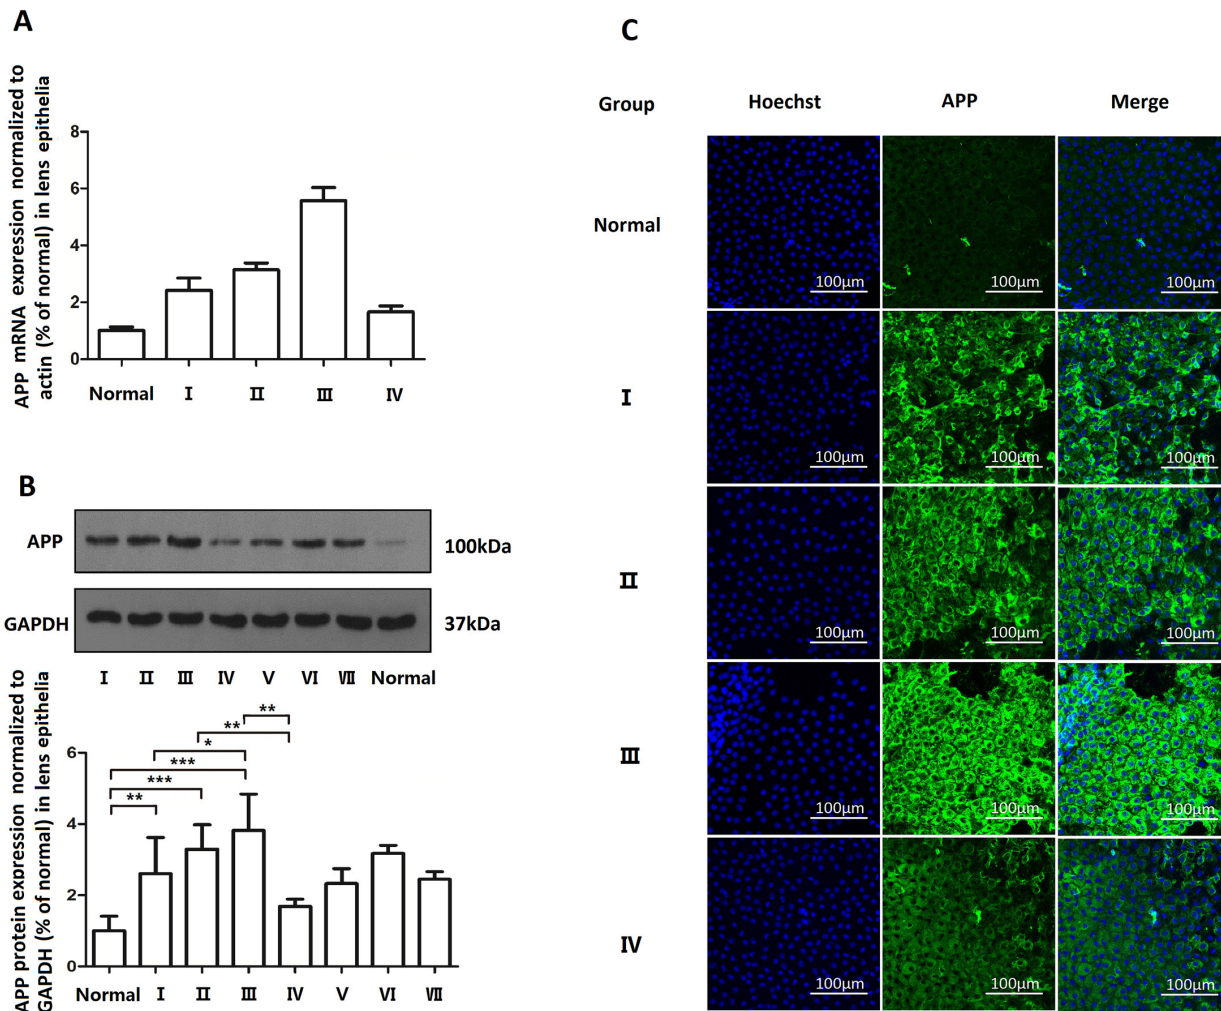 A
APP mRNA expression normalized to
actin (% of normal) in lens epithelia
8
6
4
2
0
Normal I II III IV
B
APP 100kDa
GAPDH 37kDa
I II III IV V VI VII Normal
APP protein expression normalized to
GAPDH (% of normal) in lens epithelia
6
4
2
0
**
**
*
***
***
**
Normal I II III IV V VI VII
C
Group Hoechst APP Merge
Normal
100μm 100μm 100μm
I
100μm 100μm 100μm
II
100μm 100μm 100μm
III
100μm 100μm 100μm
IV
100μm 100μm 100μm